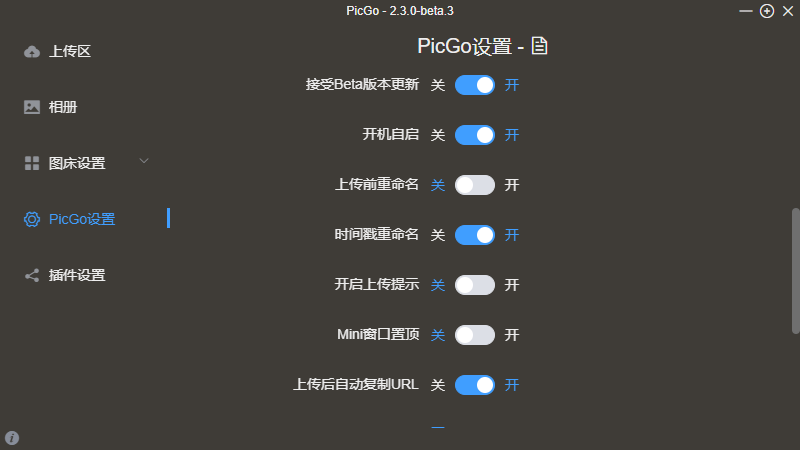 PicGo - 2.3.0-beta.3
上传区
相册
图床设置
PicGo设置
插件设置
PicGo设置 -
接受Beta版本更新 关 开
开机自启 关 开
上传前重命名 关 开
时间戳重命名 关 开
开启上传提示 关 开
Mini窗口置顶 关 开
上传后自动复制URL 关 开